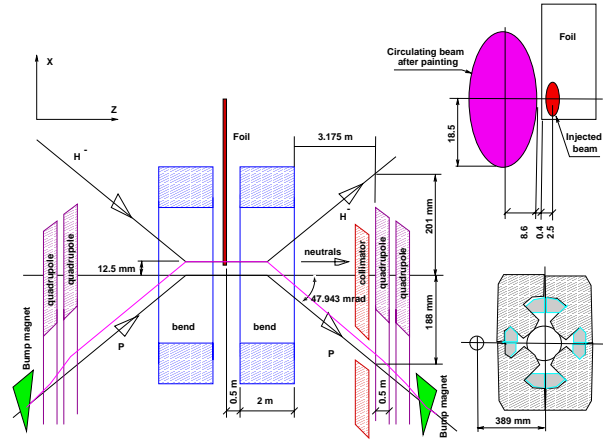 X
Z
H -
Foil
3.175 m
H -
201 mm
neutrals
12.5 mm
47.943 mrad
188 mm
quadrupole
quadrupole
collimator
quadrupole
quadrupole
bend
bend
P
P
Bump magnet
Bump magnet
0.5 m
2 m
0.5 m
Circulating beam
after painting
Foil
18.5
Injected
beam
8.6
0.4
2.5
389 mm